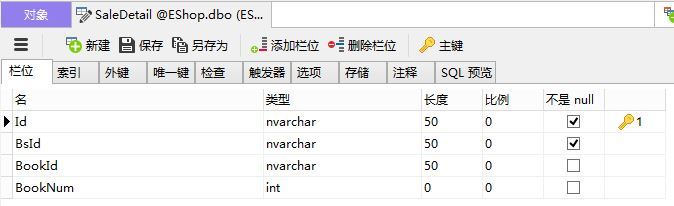 对象 SaleDetail @EShop.dbo (ES...
新建 保存 另存为 添加栏位 删除栏位 主键
栏位 索引 外键 唯一键 检查 触发器 选项 存储 注释 SQL 预览
名 类型 长度 比例 不是 null
Id nvarchar 50 0 1
BsId nvarchar 50 0
BookId nvarchar 50 0
BookNum int 0 0